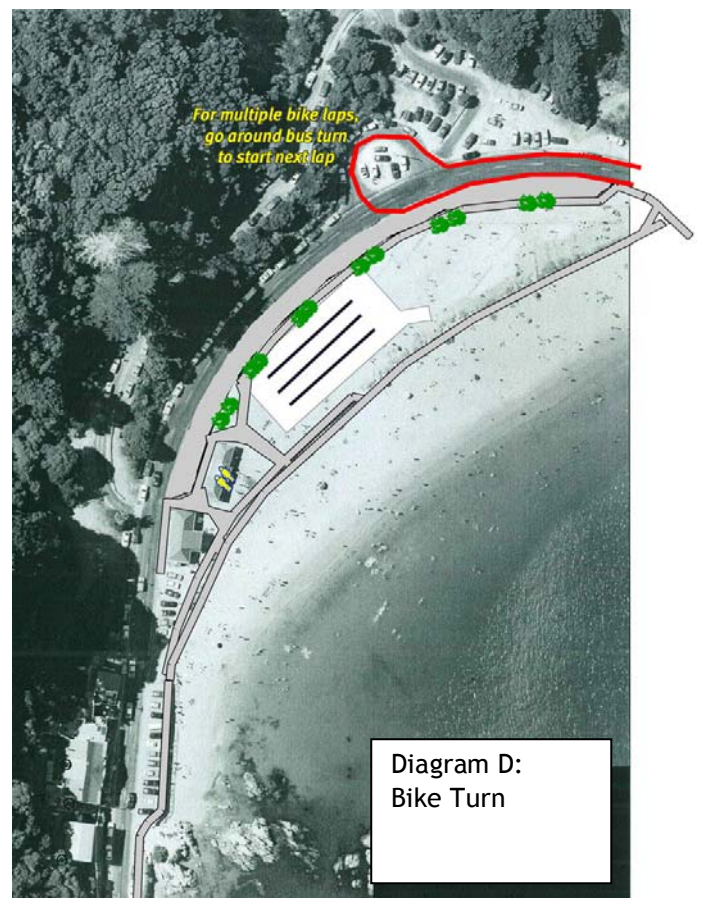 For multiple bike laps,
go around bus turn
to start next lap
Diagram D:
Bike Turn